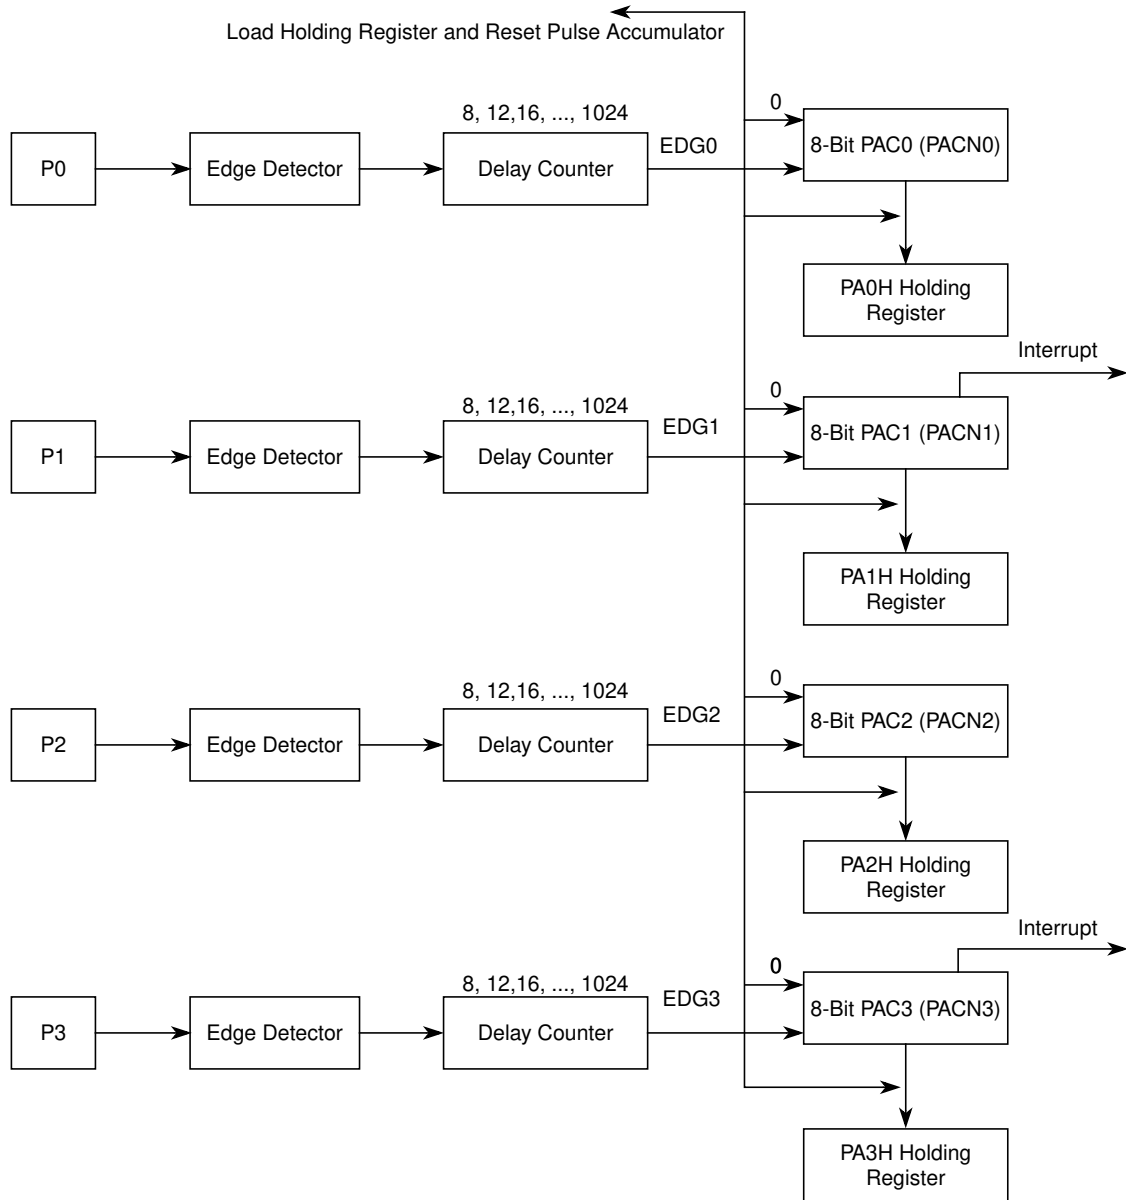 Load Holding Register and Reset Pulse Accumulator
8, 12,16, ..., 1024
0
P0
Edge Detector
Delay Counter
EDG0
8-Bit PAC0 (PACN0)
PA0H Holding
Register
Interrupt
8, 12,16, ..., 1024
0
P1
Edge Detector
Delay Counter
EDG1
8-Bit PAC1 (PACN1)
PA1H Holding
Register
8, 12,16, ..., 1024
0
P2
Edge Detector
Delay Counter
EDG2
8-Bit PAC2 (PACN2)
PA2H Holding
Register
Interrupt
8, 12,16, ..., 1024
0
P3
Edge Detector
Delay Counter
EDG3
8-Bit PAC3 (PACN3)
PA3H Holding
Register